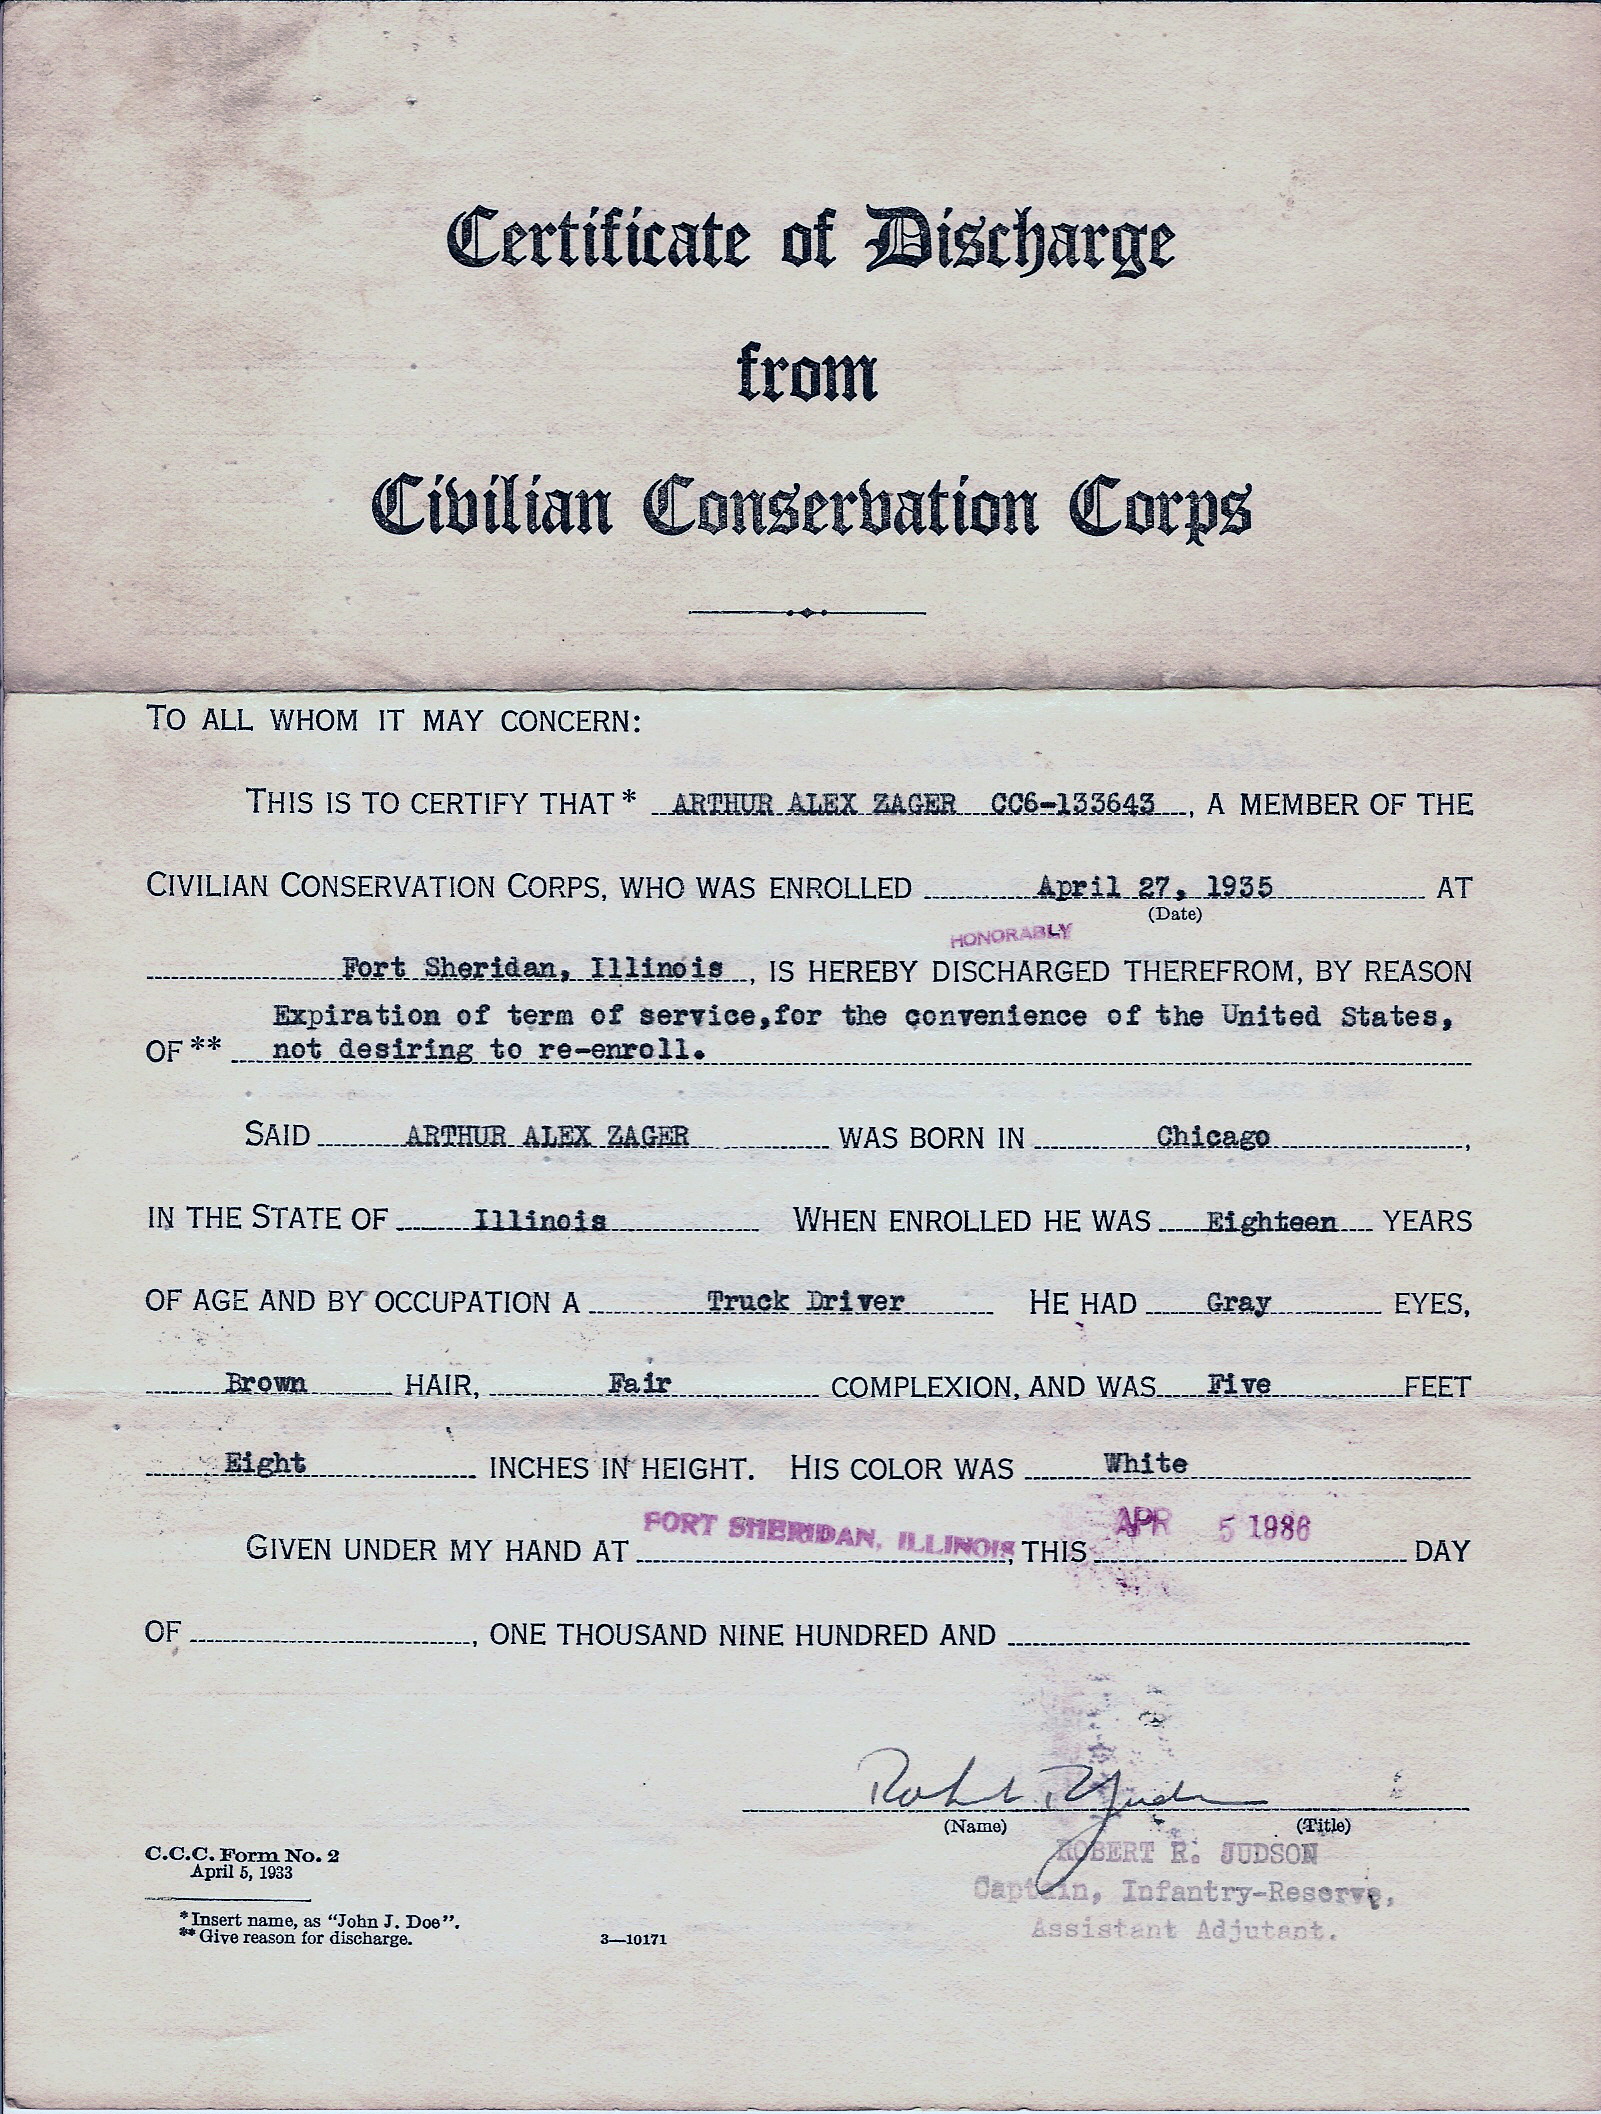 Certificate of Discharge
from
Civilian Conservation Corps
TO ALL WHOM IT MAY CONCERN:
THIS IS TO CERTIFY THAT * ARTHUR ALEX ZAGER CC6-133643, A MEMBER OF THE
CIVILIAN CONSERVATION CORPS, WHO WAS ENROLLED April 27, 1935 AT
(Date)
HONORABLY
Fort Sheridan, Illinois, IS HEREBY DISCHARGED THEREFROM, BY REASON
Expiration of term of service,for the convenience of the United States,
OF ** not desiring to re-enroll.
SAID ARTHUR ALEX ZAGER WAS BORN IN Chicago,
IN THE STATE OF Illinois WHEN ENROLLED HE WAS Eighteen YEARS
OF AGE AND BY OCCUPATION A Truck Driver HE HAD Gray EYES,
Brown HAIR, Fair COMPLEXION, AND WAS Five FEET
Eight INCHES IN HEIGHT. HIS COLOR WAS White
GIVEN UNDER MY HAND AT FORT SHERIDAN, ILLINOIS, THIS APR 5 1936 DAY
OF , ONE THOUSAND NINE HUNDRED AND
Robert R Judson
(Name) (Title)
ROBERT R. JUDSON
Captain, Infantry-Reserve,
Assistant Adjutant.
C.C.C. Form No. 2
April 5, 1933
* Insert name, as "John J. Doe".
** Give reason for discharge.
3—10171